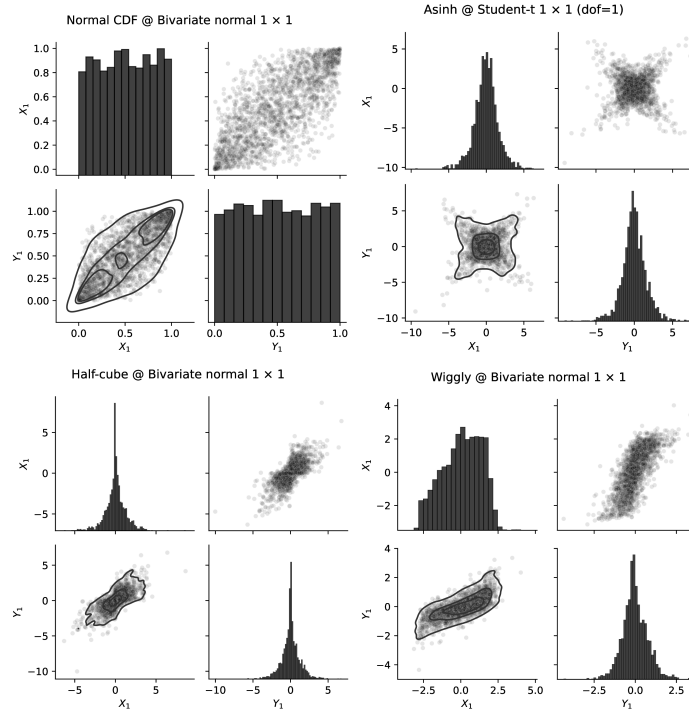 Normal CDF @ Bivariate normal 1 × 1
1.0
0.8
0.6
0.4
0.2
0.0
X1
1.00
0.75
0.50
0.25
0.00
Y1
0.0 0.5 1.0
X1
0.0 0.5 1.0
Y1
Asinh @ Student-t 1 × 1 (dof=1)
5
0
−5
−10
X1
5
0
−5
−10
Y1
−10 −5 0 5
X1
−5 0 5
Y1
Half-cube @ Bivariate normal 1 × 1
5
0
−5
X1
5
0
−5
−10
Y1
−5 0 5
X1
−10 −5 0 5
Y1
Wiggly @ Bivariate normal 1 × 1
4
2
0
−2
X1
4
2
0
−2
−4
Y1
−2.5 0.0 2.5 5.0
X1
−2.5 0.0 2.5
Y1